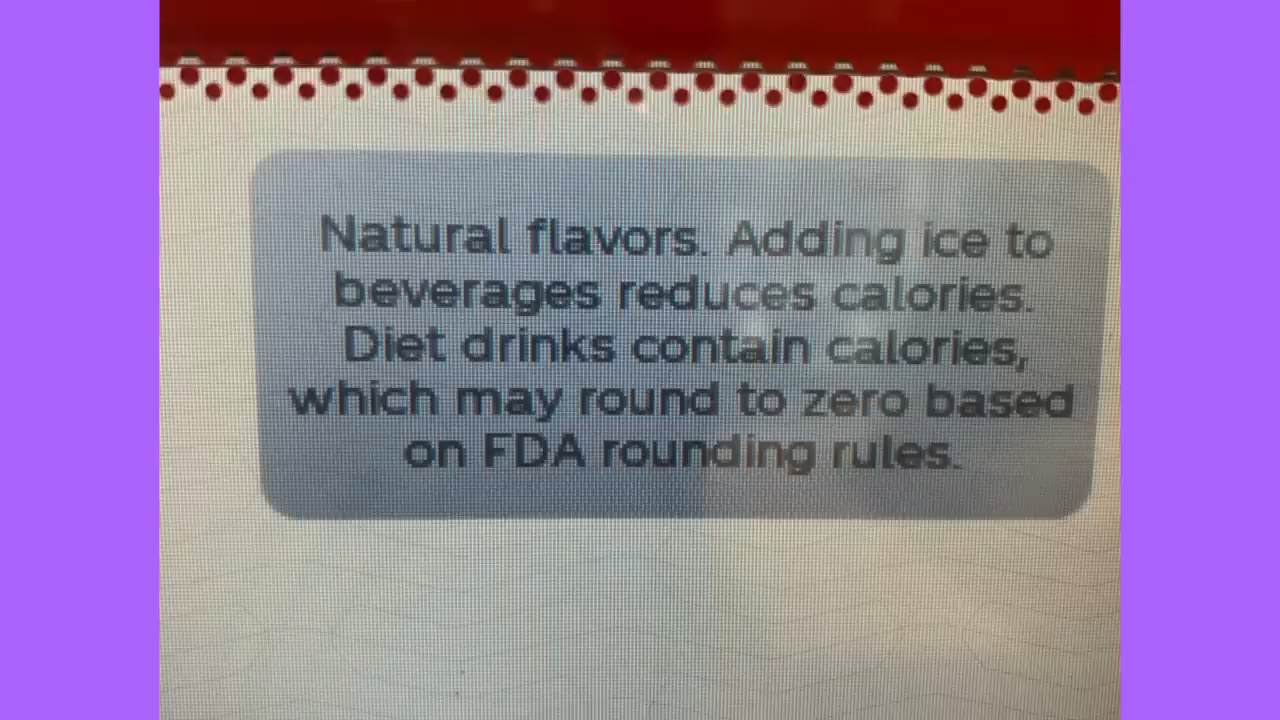 Natural flavors. Adding ice to
beverages reduces calories.
Diet drinks contain calories,
which may round to zero based
on FDA rounding rules.